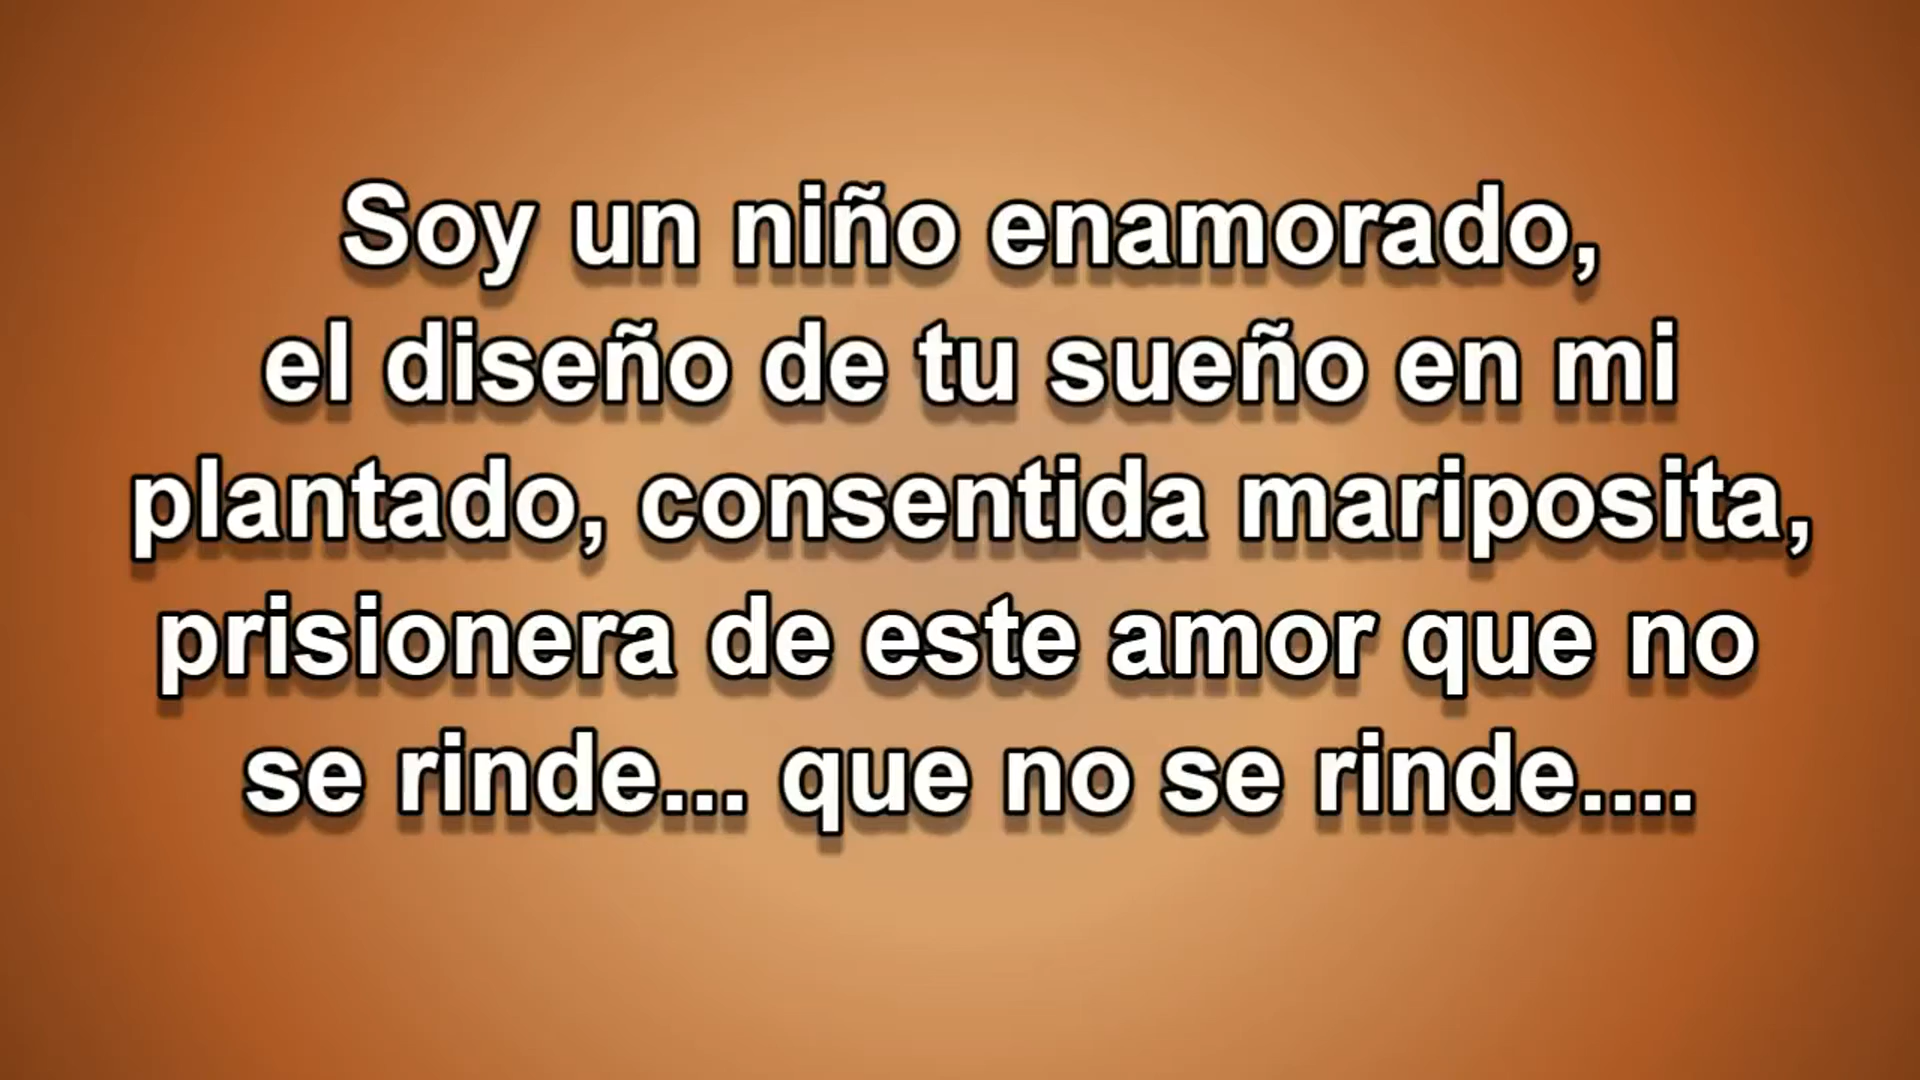 Soy un niño enamorado,
el diseño de tu sueño en mi
plantado, consentida mariposita,
prisionera de este amor que no
se rinde... que no se rinde....